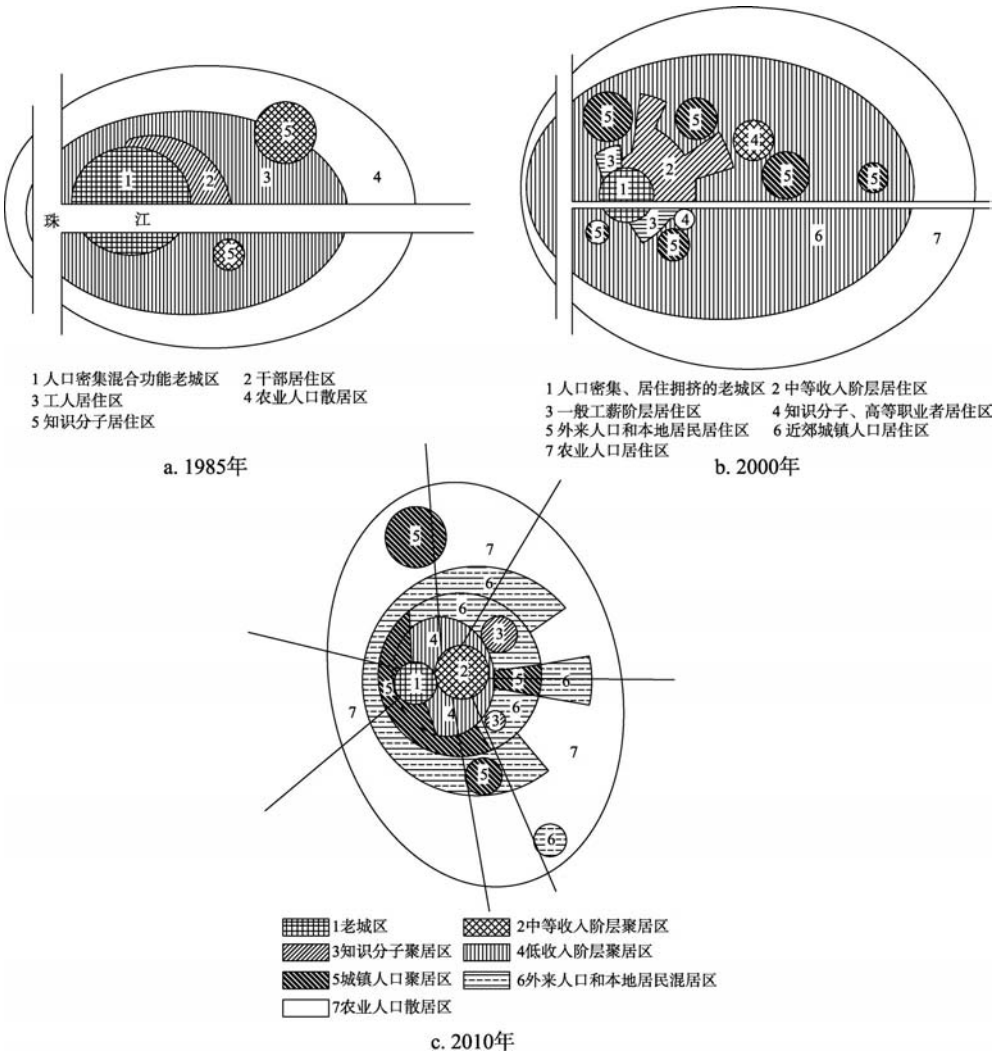 1
2
3
4
5
5
珠 江
1 人口密集混合功能老城区 2 干部居住区
3 工人居住区 4 农业人口散居区
5 知识分子居住区
a. 1985年
5
5
4
3
2
1
5
5
3
4
5
5
6
7
1 人口密集、居住拥挤的老城区 2 中等收入阶层居住区
3 一般工薪阶层居住区 4 知识分子、高等职业者居住区
5 外来人口和本地居民居住区 6 近郊城镇人口居住区
7 农业人口居住区
b. 2000年
5
7
6
6
4
3
2
1
5
5
6
6
4
3
7
7
5
6
1老城区 2中等收入阶层聚居区
3知识分子聚居区 4低收入阶层聚居区
5城镇人口聚居区 6外来人口和本地居民混居区
7农业人口散居区
c. 2010年